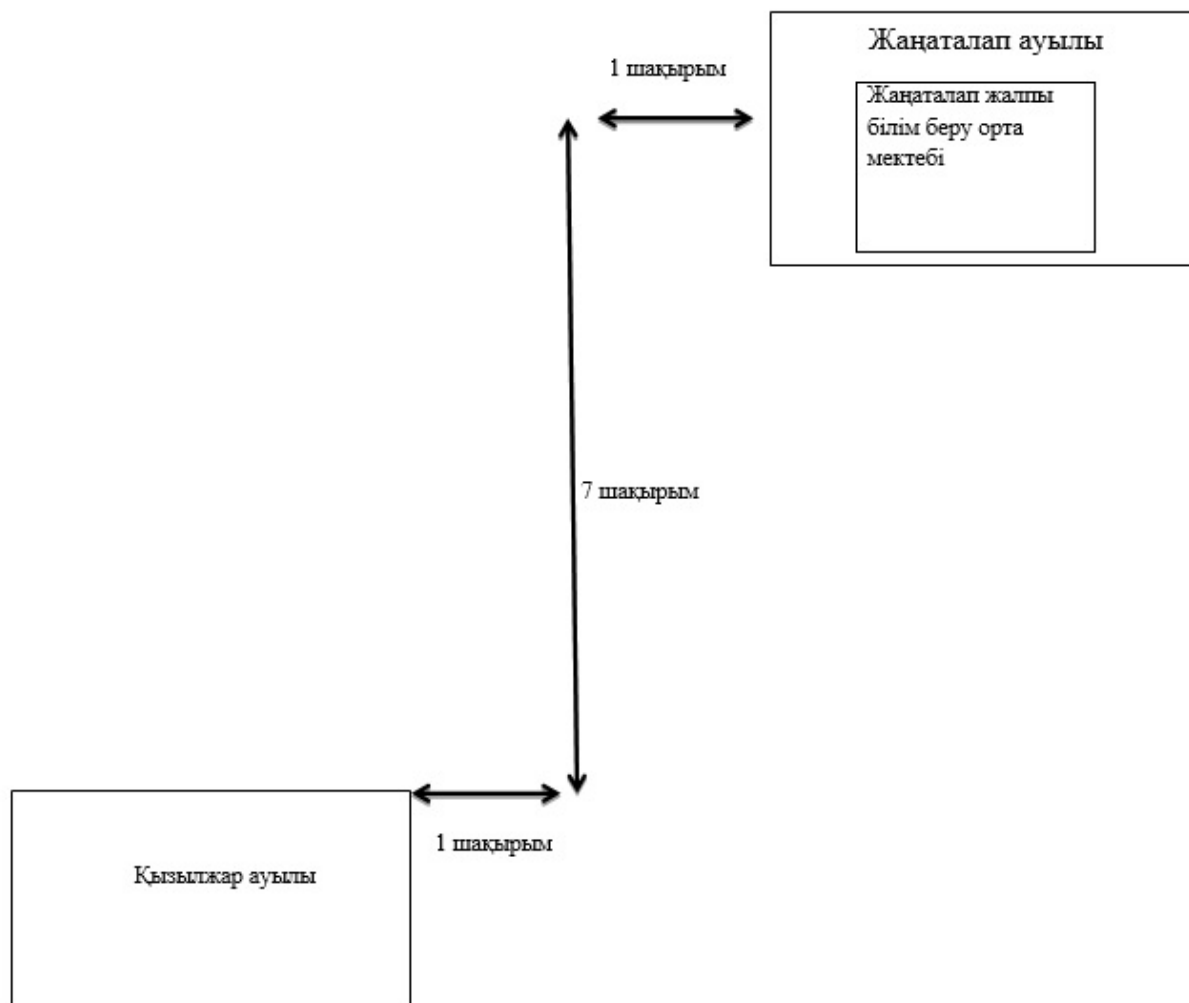 Жаңаталап ауылы
1 шақырым
Жаңаталап жалпы
білім беру орта
мектебі
7 шақырым
1 шақырым
Қызылжар ауылы